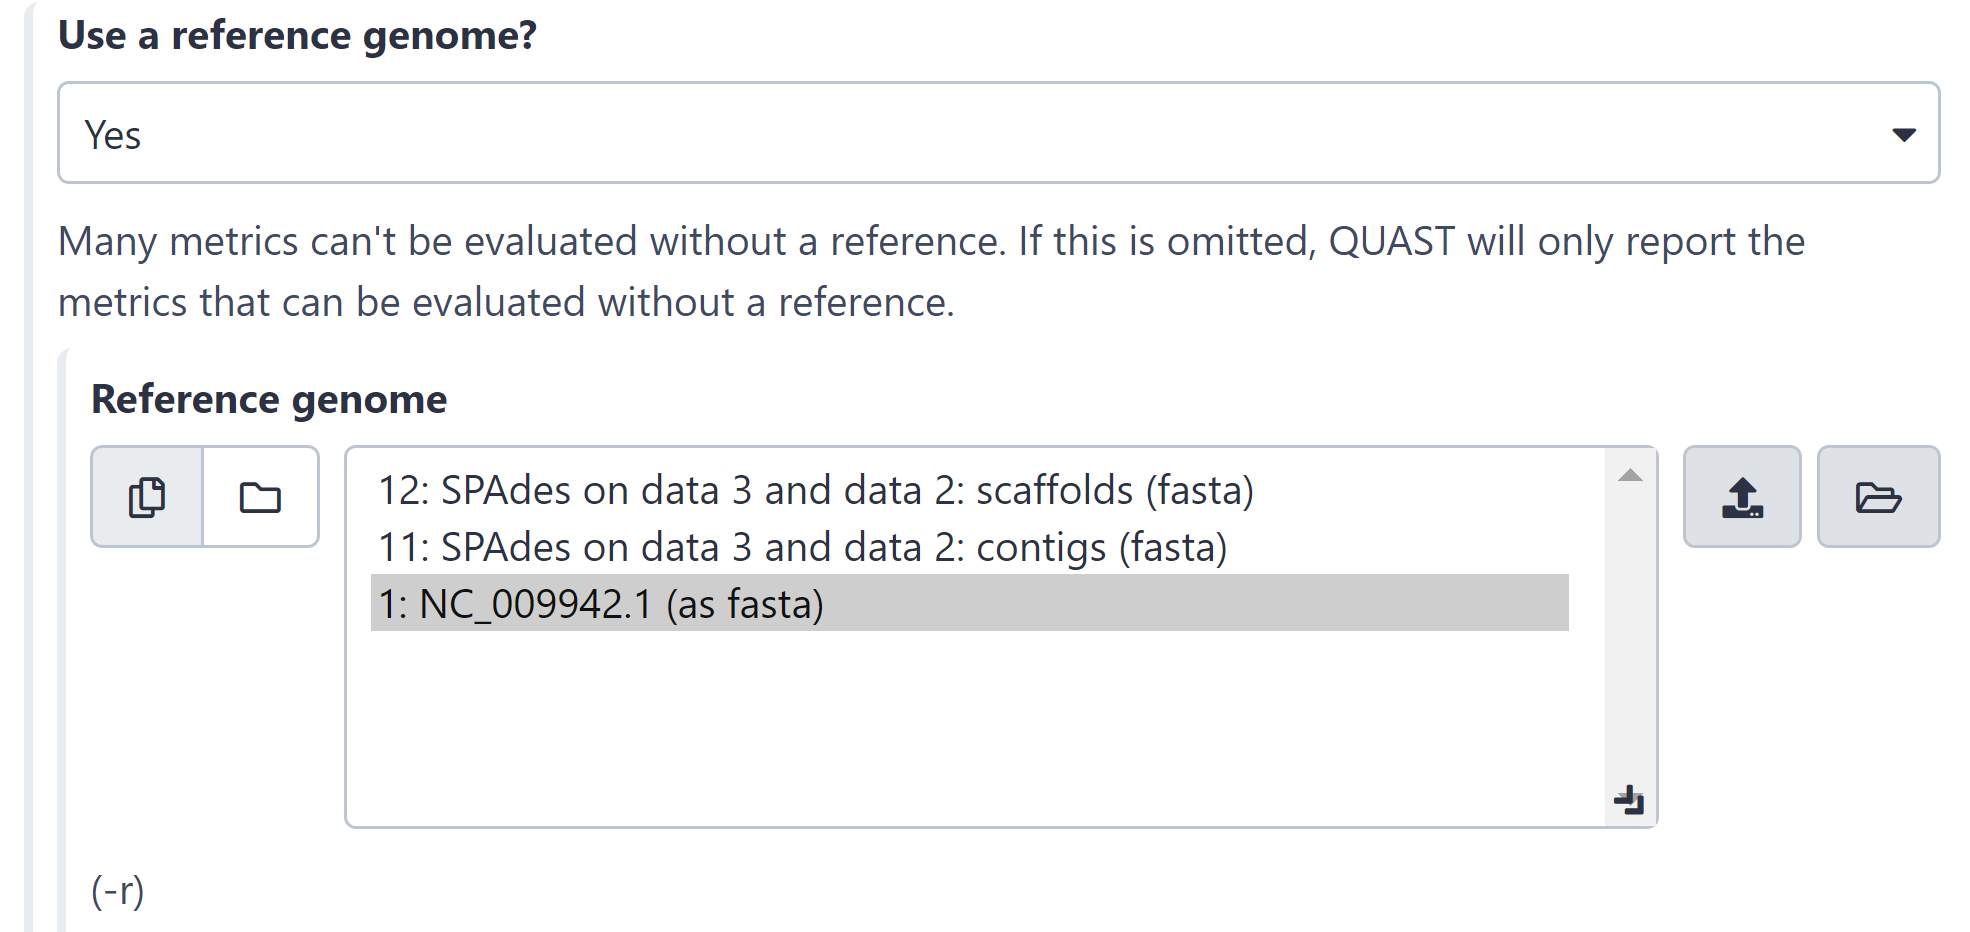 Use a reference genome?
Yes
Many metrics can't be evaluated without a reference. If this is omitted, QUAST will only report the
metrics that can be evaluated without a reference.
Reference genome
12: SPAdes on data 3 and data 2: scaffolds (fasta)
11: SPAdes on data 3 and data 2: contigs (fasta)
1: NC_009942.1 (as fasta)
(-r)